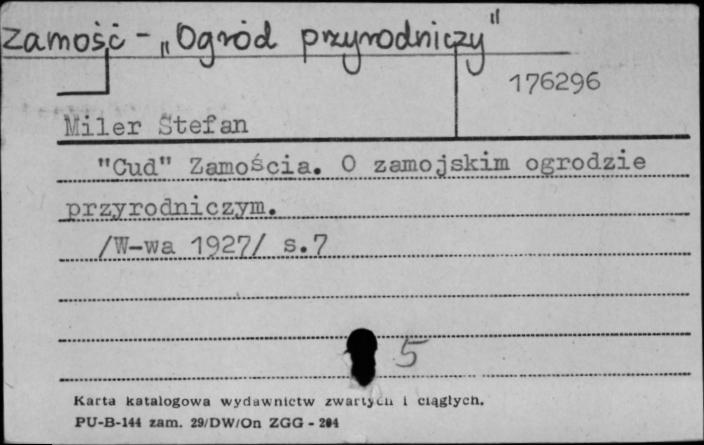 Zamość - „Ogród przyrodniczy"
176296
Miler Stefan
"Cud" Zamościa. O zamojskim ogrodzie
przyrodniczym.
/W-wa 1927/ s.7
5
Karta katalogowa wydawnictw zwartych i ciągłych.
PU-B-144 zam. 29/DW/On ZGG - 204